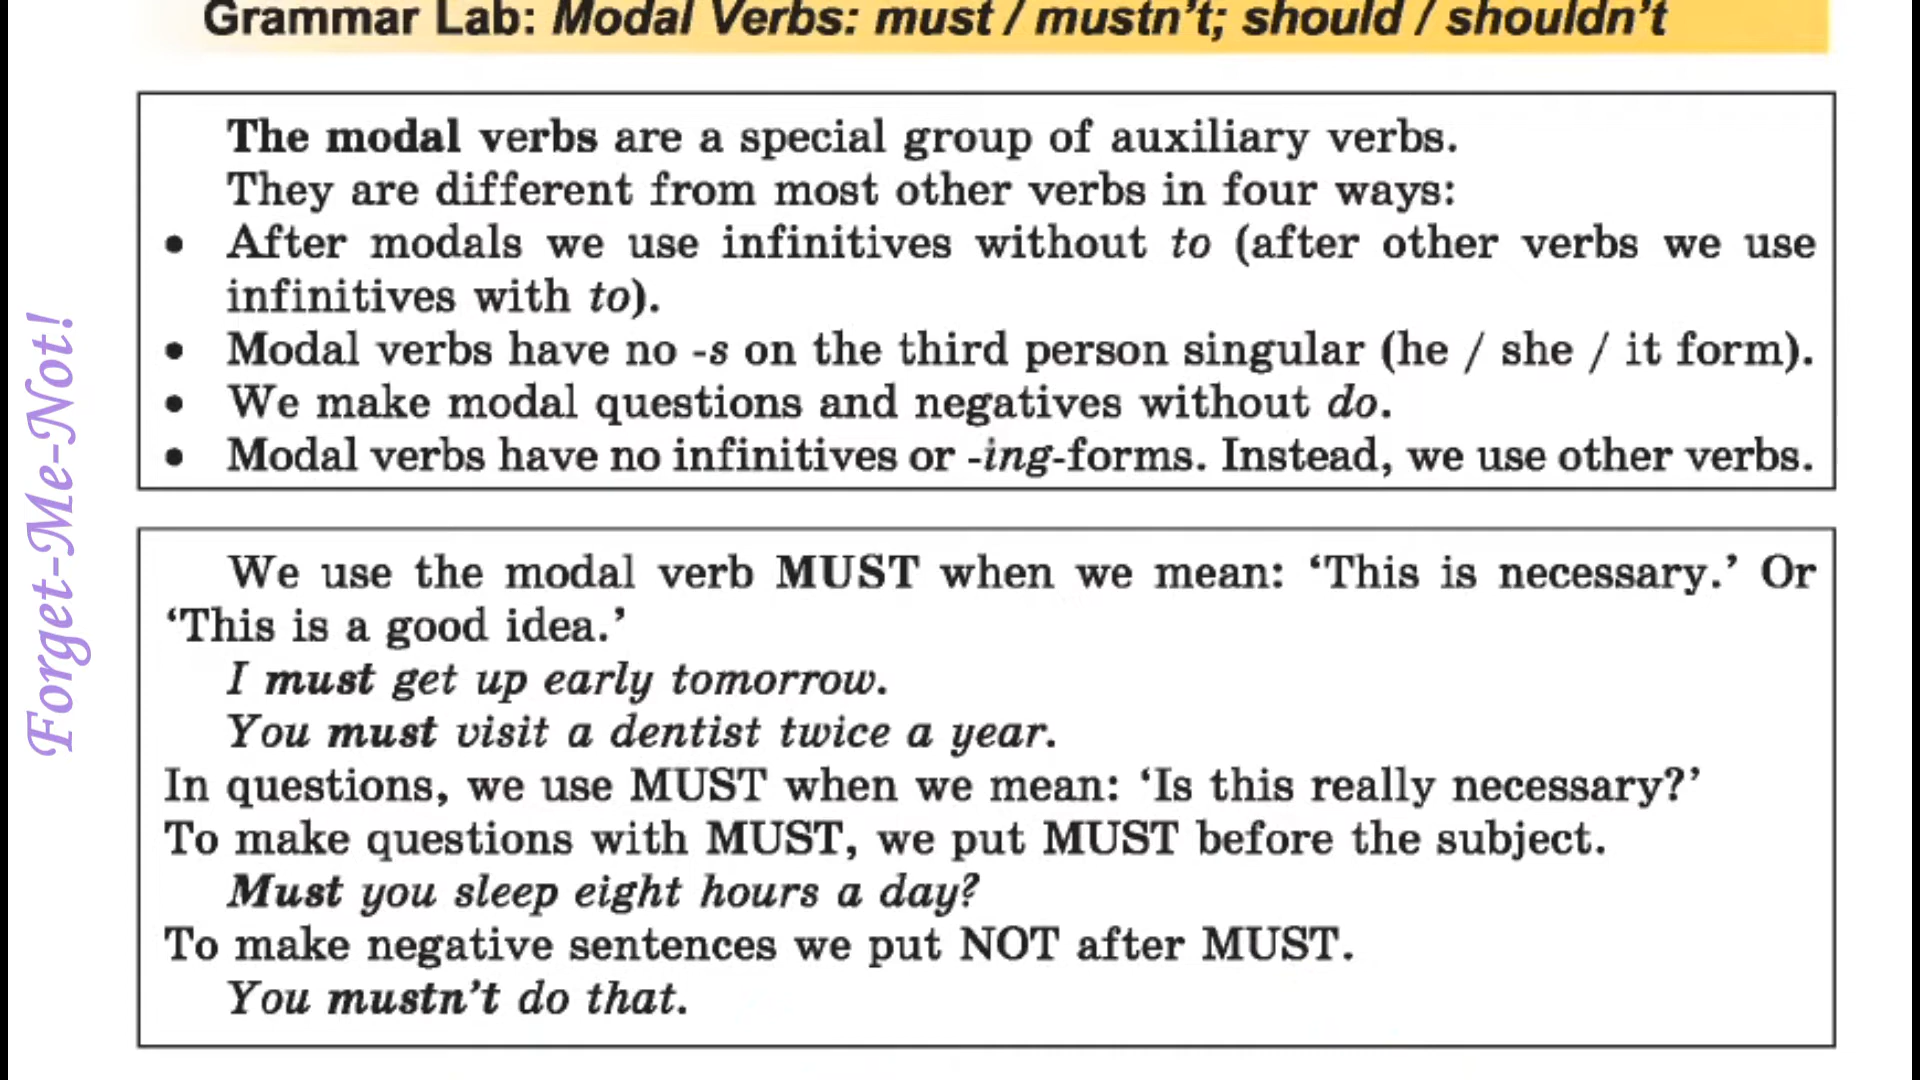 Grammar Lab: Modal Verbs: must / mustn't; should / shouldn't
The modal verbs are a special group of auxiliary verbs.
They are different from most other verbs in four ways:
• After modals we use infinitives without to (after other verbs we use
infinitives with to).
• Modal verbs have no -s on the third person singular (he / she / it form).
• We make modal questions and negatives without do.
• Modal verbs have no infinitives or -ing-forms. Instead, we use other verbs.
We use the modal verb MUST when we mean: ‘This is necessary.’ Or
‘This is a good idea.’
I must get up early tomorrow.
You must visit a dentist twice a year.
In questions, we use MUST when we mean: ‘Is this really necessary?’
To make questions with MUST, we put MUST before the subject.
Must you sleep eight hours a day?
To make negative sentences we put NOT after MUST.
You mustn’t do that.
Forget-Me-Not!